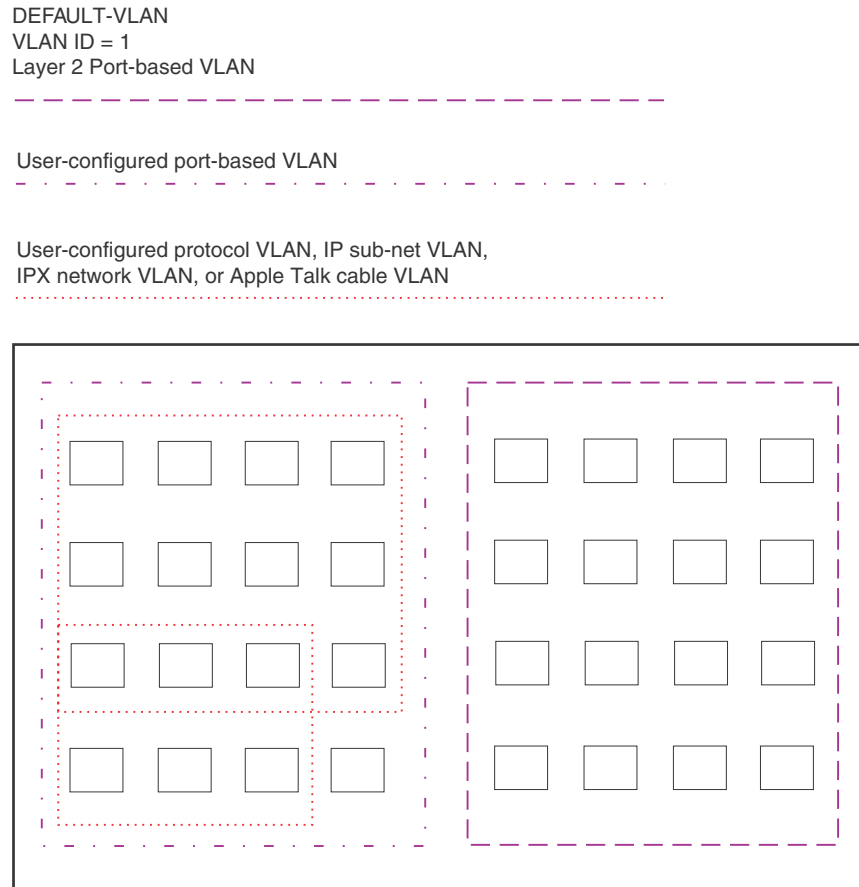 DEFAULT-VLAN
VLAN ID = 1
Layer 2 Port-based VLAN
User-configured port-based VLAN
User-configured protocol VLAN, IP sub-net VLAN,
IPX network VLAN, or Apple Talk cable VLAN